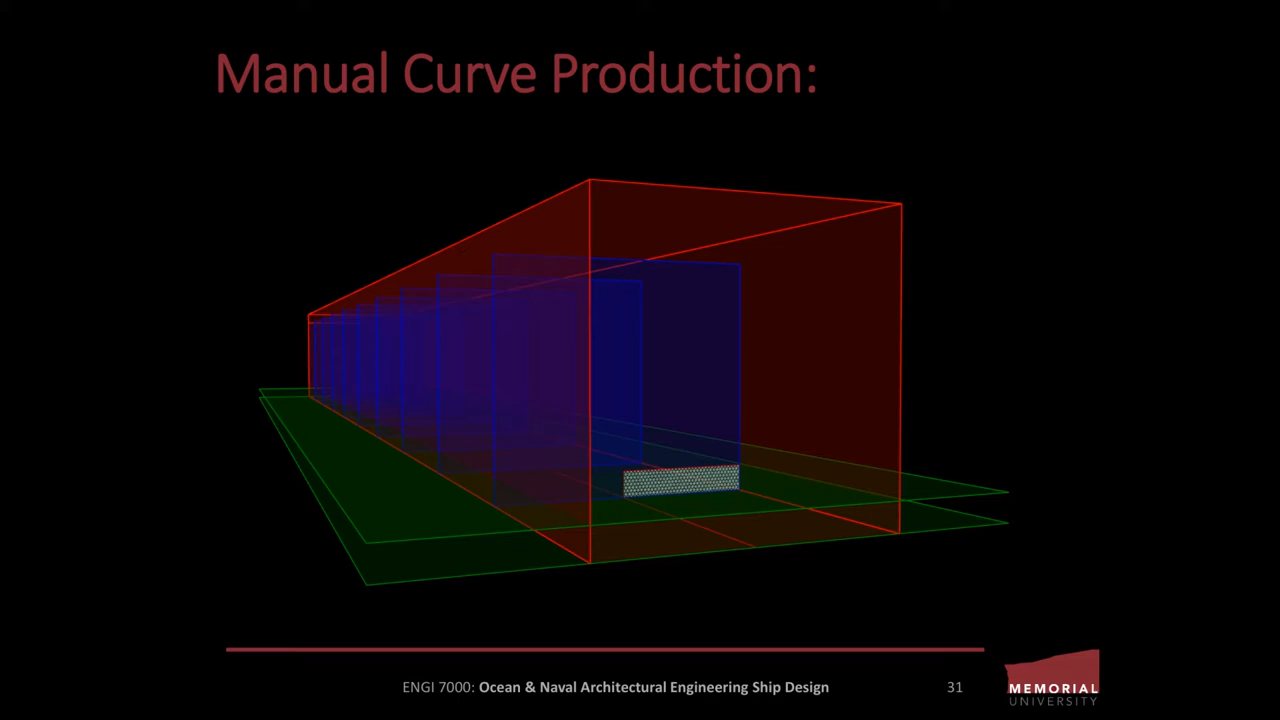 Manual Curve Production:
ENGI 7000: Ocean & Naval Architectural Engineering Ship Design
31
MEMORIAL
UNIVERSITY